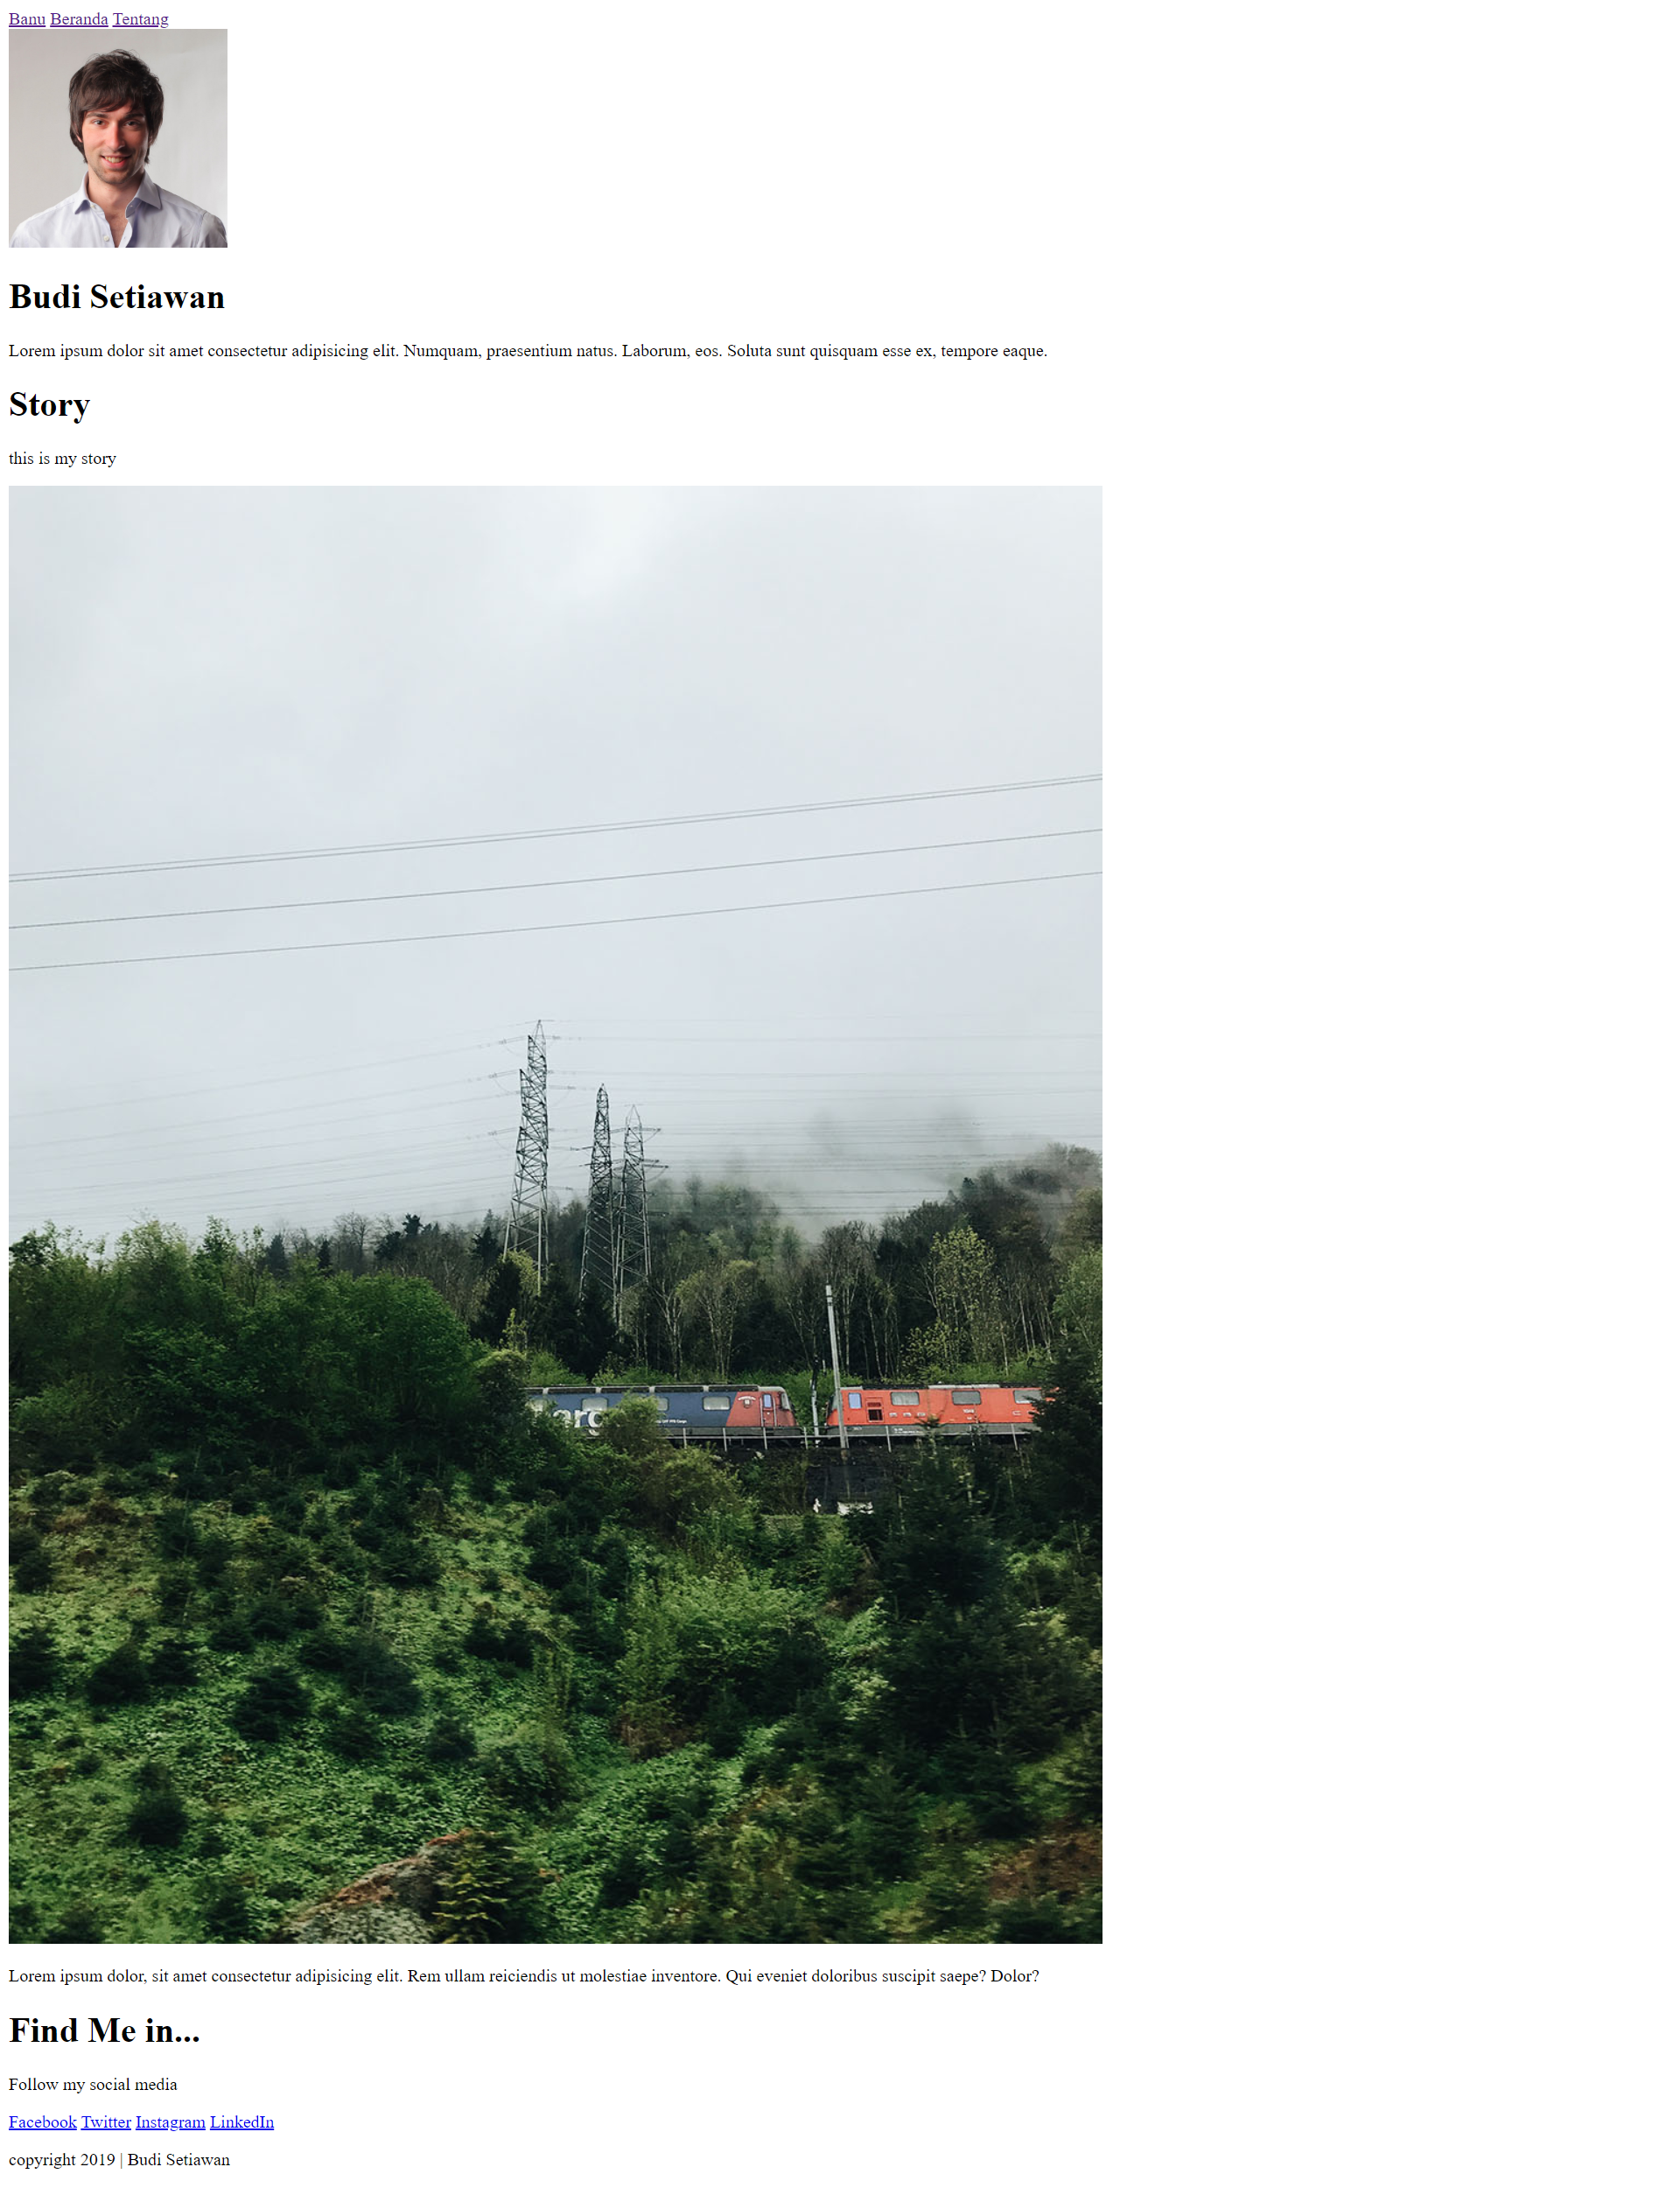 Banu Beranda Tentang
Budi Setiawan
Lorem ipsum dolor sit amet consectetur adipisicing elit. Numquam, praesentium natus. Laborum, eos. Soluta sunt quisquam esse ex, tempore eaque.
Story
this is my story
arg
Lorem ipsum dolor, sit amet consectetur adipisicing elit. Rem ullam reiciendis ut molestiae inventore. Qui eveniet doloribus suscipit saepe? Dolor?
Find Me in...
Follow my social media
Facebook Twitter Instagram LinkedIn
copyright 2019 | Budi Setiawan